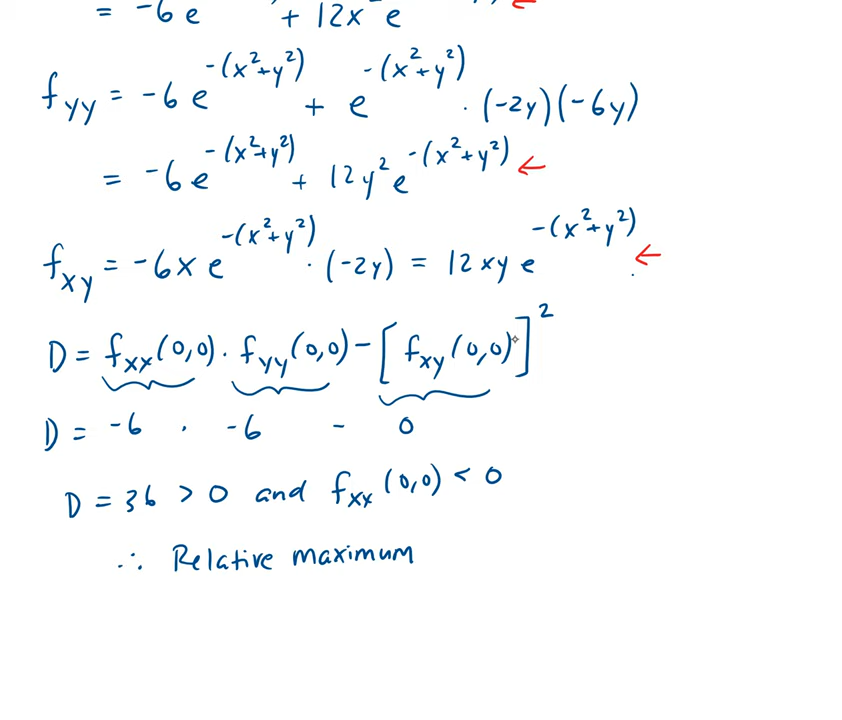 = -6e + 12x e ←
f_yy = -6e^-(x²+y²) + e^-(x²+y²) · (-2y)(-6y)
= -6e^-(x²+y²) + 12y²e^-(x²+y²) ←
f_xy = -6xe^-(x²+y²) · (-2y) = 12xye^-(x²+y²) ←
D = f_xx(0,0) · f_yy(0,0) - [f_xy(0,0)]²
D = -6 · -6 - 0
D = 36 > 0 and f_xx(0,0) < 0
∴ Relative maximum